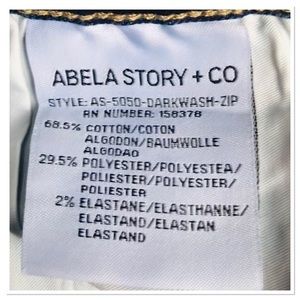 ABELA STORY + CO
STYLE: AS-5050-DARKWASH-ZIP
RN NUMBER: 158378
68.5% COTTON/COTON
ALGODON/BAUMWOLLE
ALGODAO
29.5% POLYESTER/POLYESTEA/
POLIESTER/POLYESTER/
POLIESTER
2% ELASTANE/ELASTHANNE/
ELASTAND/ELASTAN
ELASTAND